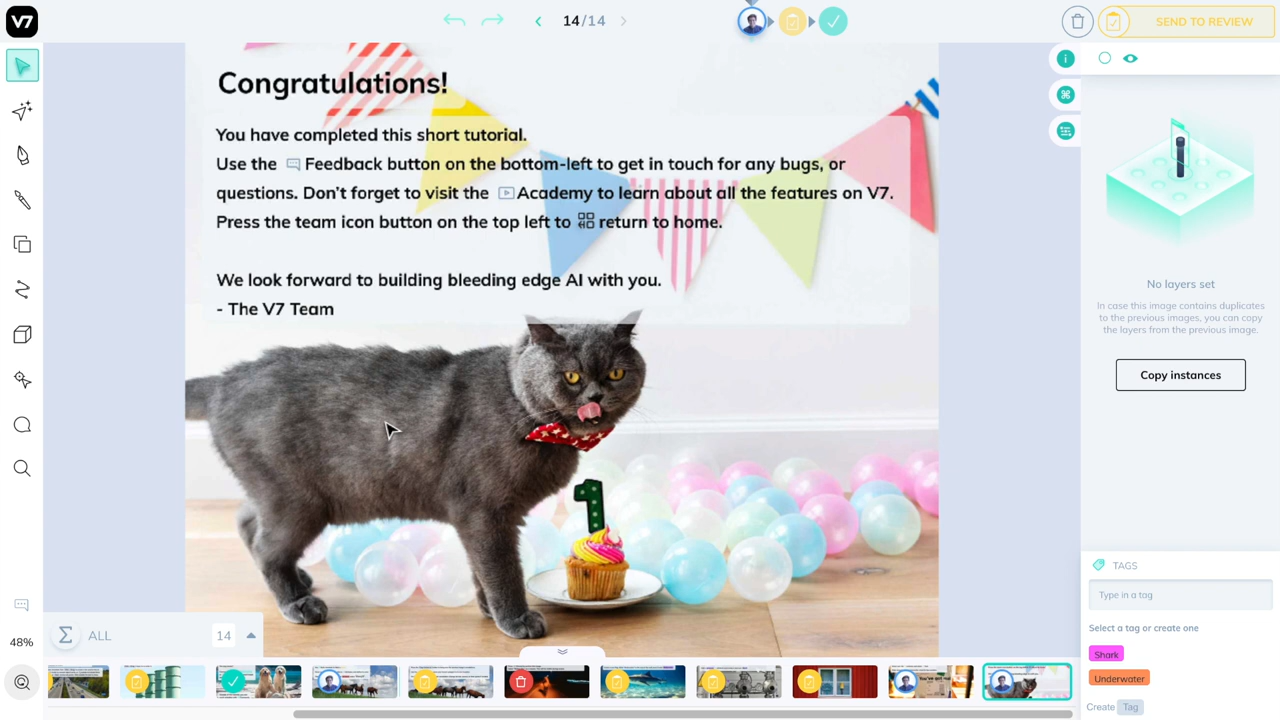 V7
14/14
SEND TO REVIEW
Congratulations!
You have completed this short tutorial.
Use the Feedback button on the bottom-left to get in touch for any bugs, or
questions. Don't forget to visit the Academy to learn about all the features on V7.
Press the team icon button on the top left to return to home.
We look forward to building bleeding edge AI with you.
- The V7 Team
1
No layers set
In case this image contains duplicates
to the previous images, you can copy
the layers from the previous image.
Copy instances
TAGS
Type in a tag
Select a tag or create one
Shark
Underwater
Create Tag
48%
ALL
14